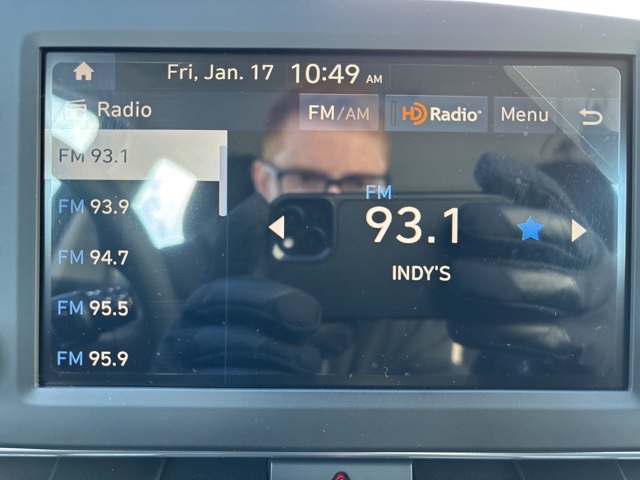 Fri, Jan. 17 10:49 AM
Radio FM/AM HD Radio® Menu
FM 93.1
FM 93.9
FM 94.7
FM 95.5
FM 95.9
FM
93.1
INDY'S